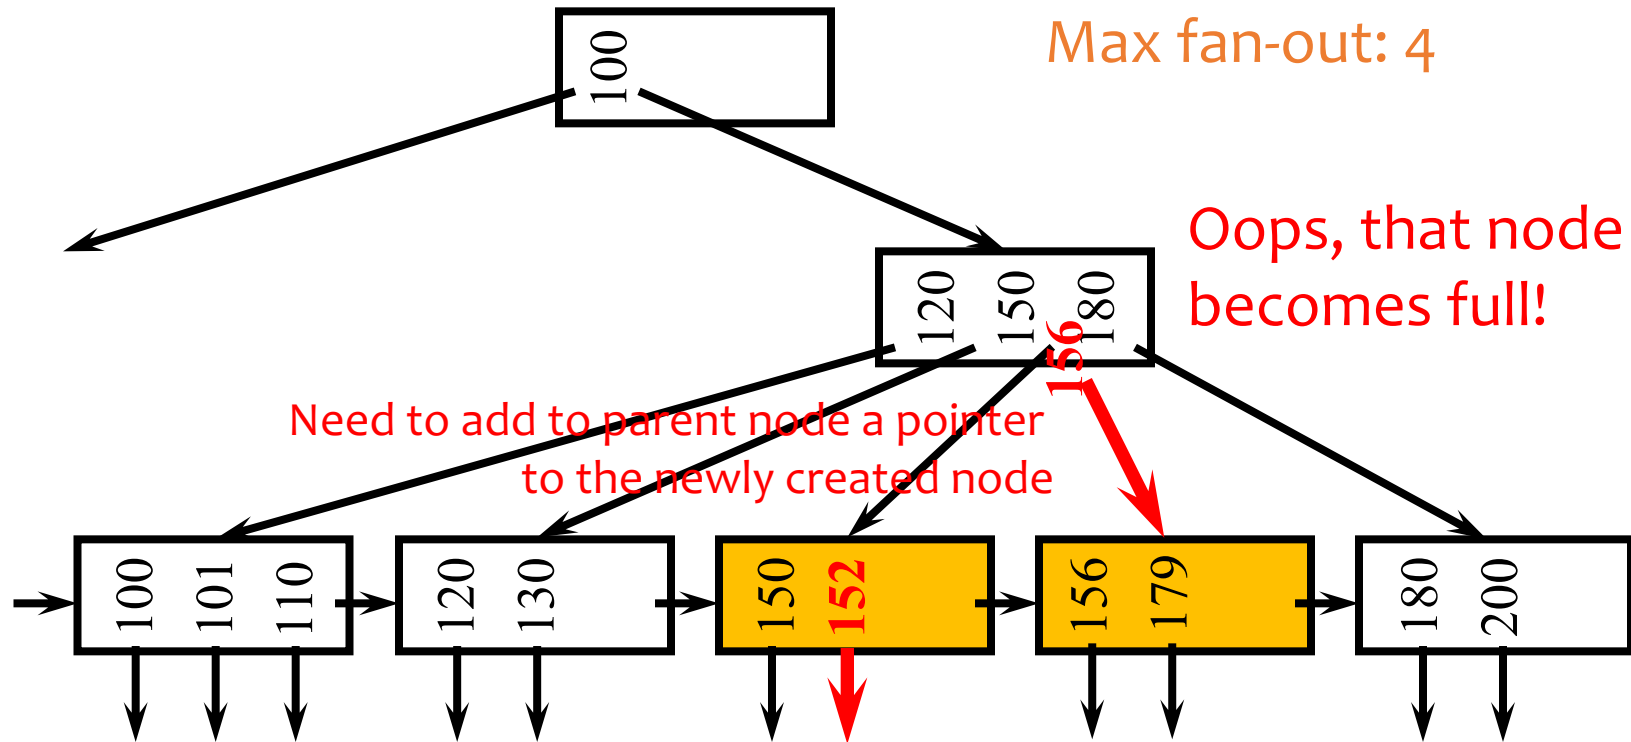 100
Max fan-out: 4
Oops, that node
becomes full!
120 150 156 180
Need to add to parent node a pointer
to the newly created node
100 101 110
120 130
150 152
156 179
180 200